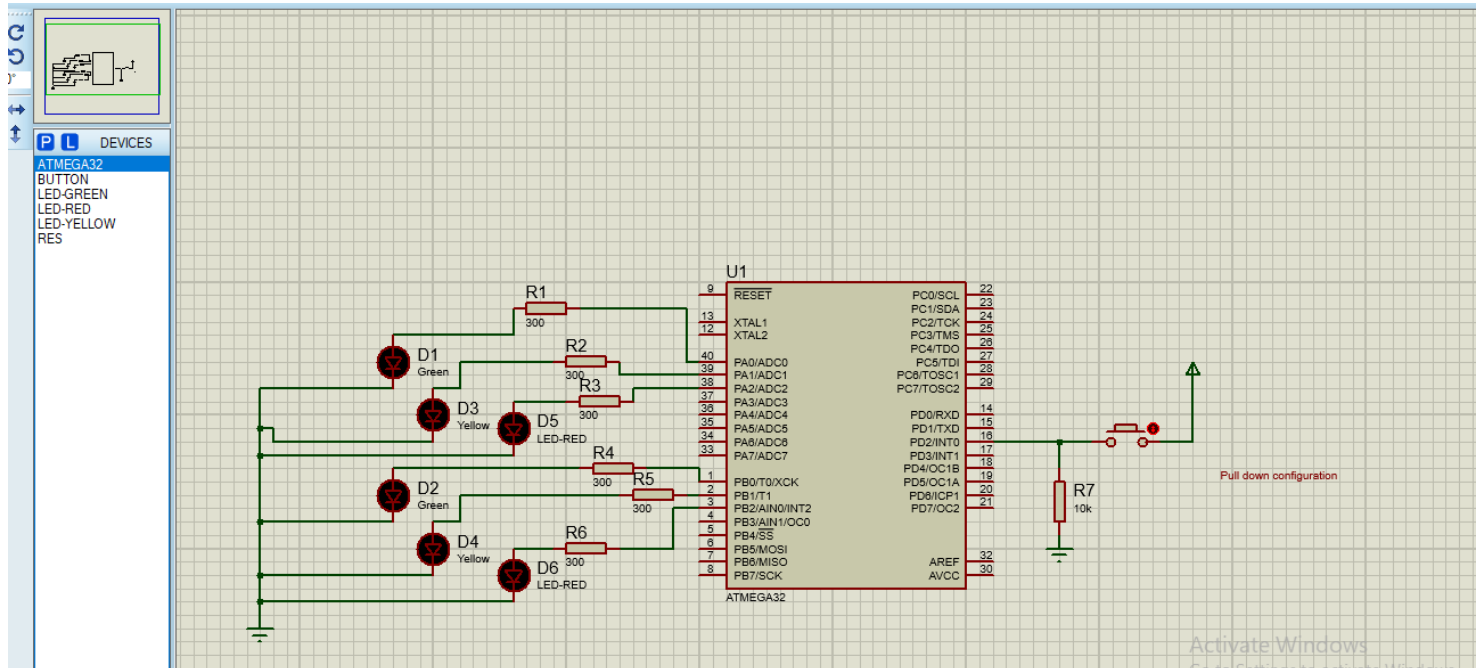 0°
P L DEVICES
ATMEGA32
BUTTON
LED-GREEN
LED-RED
LED-YELLOW
RES
U1
R1
300
R2
300
R3
300
D1
Green
D3
Yellow
D5
LED-RED
R4
300
R5
300
D2
Green
R6
300
D4
Yellow
D6
LED-RED
9 RESET
13 XTAL1
12 XTAL2
40 PA0/ADC0
39 PA1/ADC1
38 PA2/ADC2
37 PA3/ADC3
36 PA4/ADC4
35 PA5/ADC5
34 PA6/ADC6
33 PA7/ADC7
1 PB0/T0/XCK
2 PB1/T1
3 PB2/AIN0/INT2
4 PB3/AIN1/OC0
5 PB4/SS
6 PB5/MOSI
7 PB6/MISO
8 PB7/SCK
PC0/SCL 22
PC1/SDA 23
PC2/TCK 24
PC3/TMS 25
PC4/TDO 26
PC5/TDI 27
PC6/TOSC1 28
PC7/TOSC2 29
PD0/RXD 14
PD1/TXD 15
PD2/INT0 16
PD3/INT1 17
PD4/OC1B 18
PD5/OC1A 19
PD6/ICP1 20
PD7/OC2 21
AREF 32
AVCC 30
ATMEGA32
R7
10k
Pull down configuration
Activate Windows